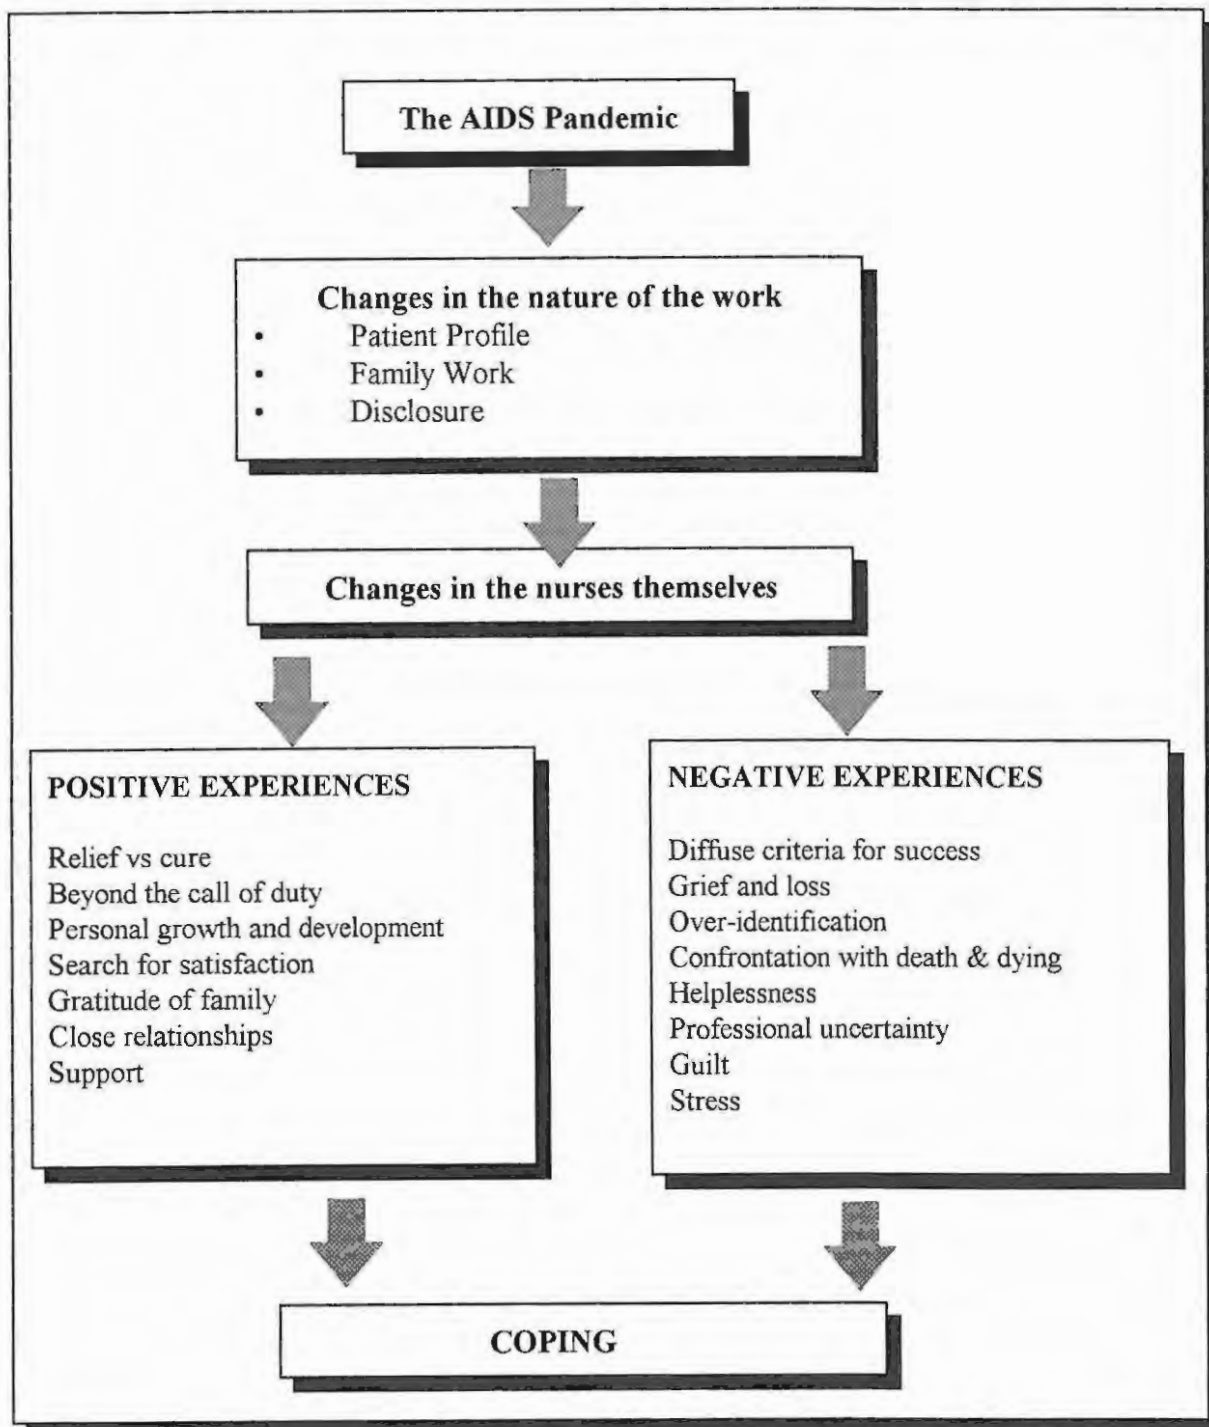 The AIDS Pandemic
Changes in the nature of the work
• Patient Profile
• Family Work
• Disclosure
Changes in the nurses themselves
POSITIVE EXPERIENCES
Relief vs cure
Beyond the call of duty
Personal growth and development
Search for satisfaction
Gratitude of family
Close relationships
Support
NEGATIVE EXPERIENCES
Diffuse criteria for success
Grief and loss
Over-identification
Confrontation with death & dying
Helplessness
Professional uncertainty
Guilt
Stress
COPING